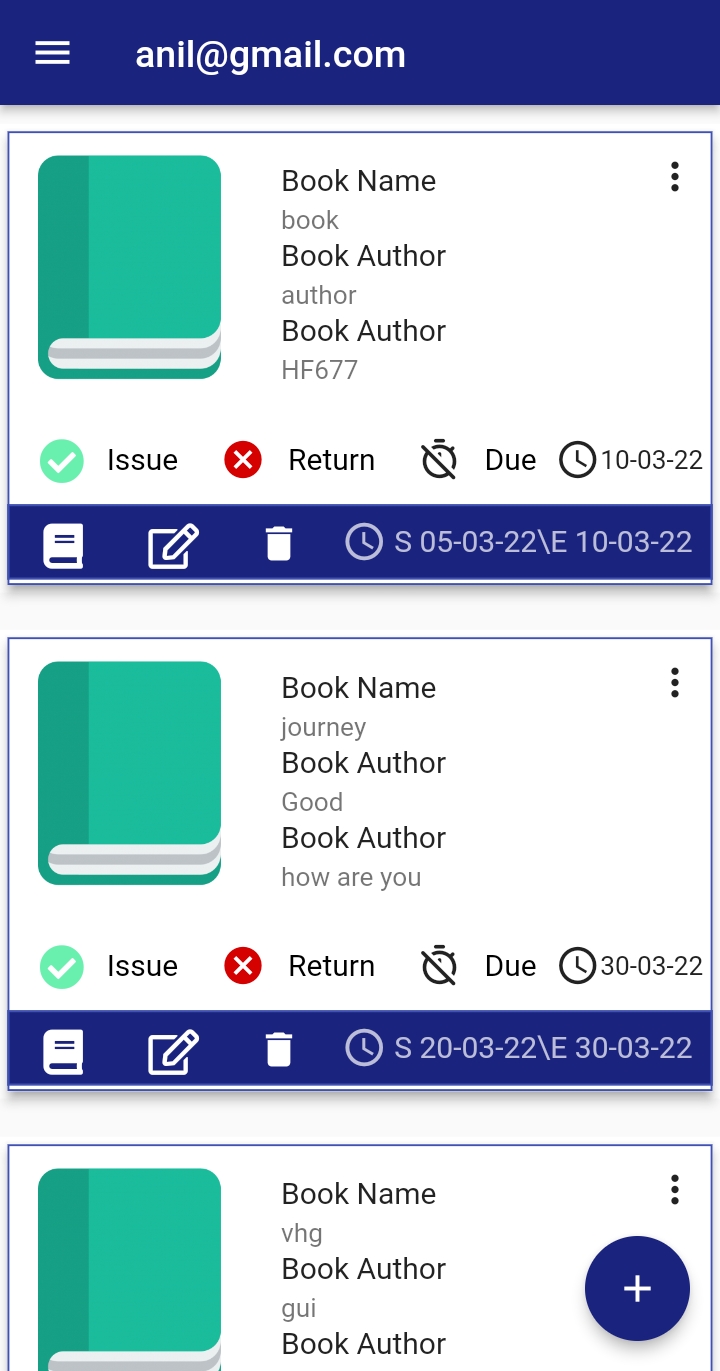 anil@gmail.com
Book Name
book
Book Author
author
Book Author
HF677
Issue Return Due 10-03-22
S 05-03-22\E 10-03-22
Book Name
journey
Book Author
Good
Book Author
how are you
Issue Return Due 30-03-22
S 20-03-22\E 30-03-22
Book Name
vhg
Book Author
gui
Book Author